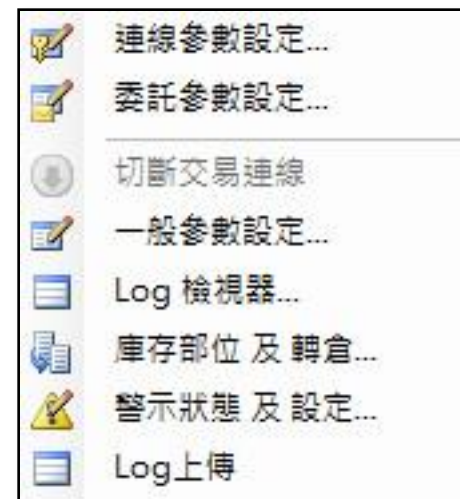 連線參數設定...
委託參數設定...
切斷交易連線
一般參數設定...
Log 檢視器...
庫存部位 及 轉倉...
警示狀態 及 設定...
Log上傳